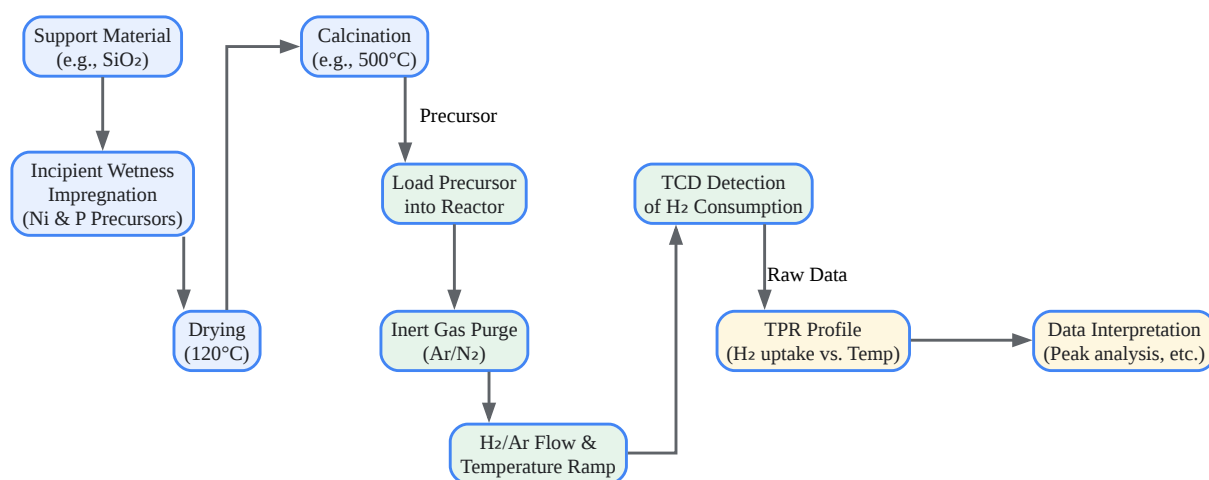 Support Material
(e.g., SiO₂)
Incipient Wetness
Impregnation
(Ni & P Precursors)
Drying
(120°C)
Calcination
(e.g., 500°C)
Precursor
Load Precursor
into Reactor
Inert Gas Purge
(Ar/N₂)
H₂/Ar Flow &
Temperature Ramp
TCD Detection
of H₂ Consumption
Raw Data
TPR Profile
(H₂ uptake vs. Temp)
Data Interpretation
(Peak analysis, etc.)